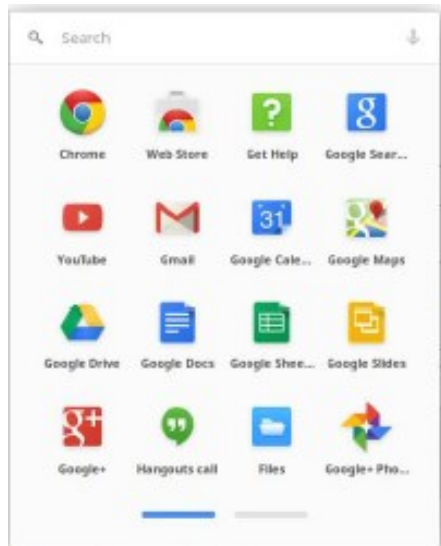 Search
Chrome Web Store Get Help Google Sear...
YouTube Gmail 31 Google Cale... Google Maps
Google Drive Google Docs Google Shee... Google Slides
g+ Google+ Hangouts call Files Google+ Pho...